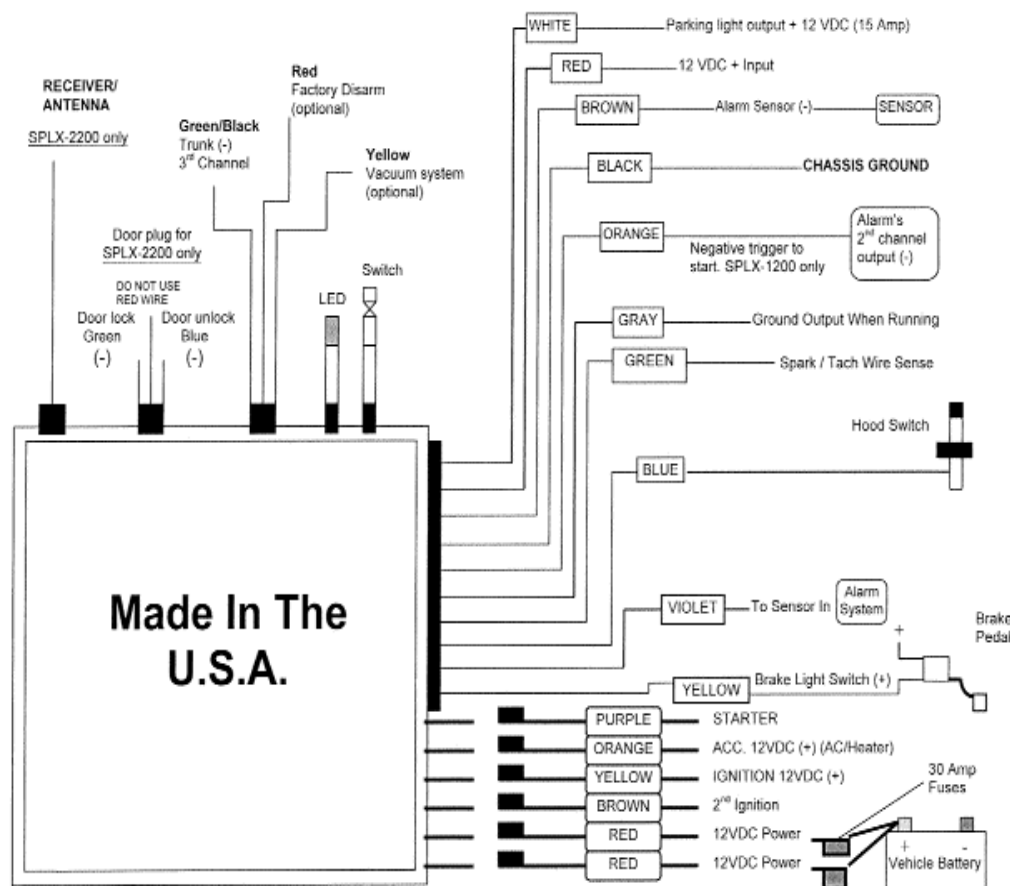 WHITE Parking light output + 12 VDC (15 Amp)
RED 12 VDC + Input
BROWN Alarm Sensor (-) SENSOR
BLACK CHASSIS GROUND
ORANGE Negative trigger to
start. SPLX-1200 only
Alarm's
2nd channel
output (-)
GRAY Ground Output When Running
GREEN Spark / Tach Wire Sense
Hood Switch
BLUE
VIOLET To Sensor In Alarm
System
Brake
Pedal
+
YELLOW Brake Light Switch (+)
RECEIVER/
ANTENNA
SPLX-2200 only
Green/Black
Trunk (-)
3rd Channel
Red
Factory Disarm
(optional)
Yellow
Vacuum system
(optional)
Door plug for
SPLX-2200 only
DO NOT USE
RED WIRE
Door lock
Green
(-)
Door unlock
Blue
(-)
LED
Switch
Made In The
U.S.A.
PURPLE STARTER
ORANGE ACC. 12VDC (+) (AC/Heater)
YELLOW IGNITION 12VDC (+)
BROWN 2nd Ignition
RED 12VDC Power
RED 12VDC Power
30 Amp
Fuses
+ -
Vehicle Battery